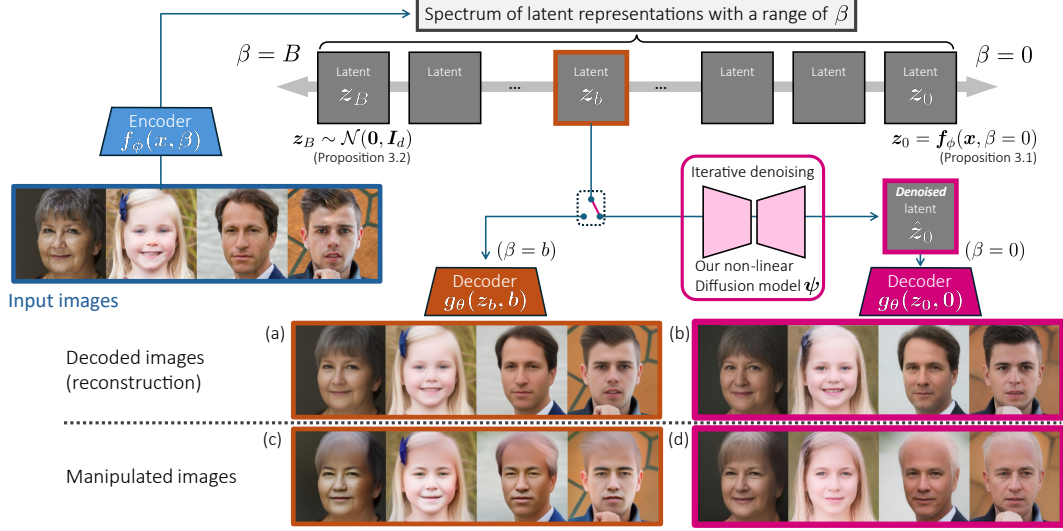 Spectrum of latent representations with a range of β
β = B
β = 0
Latent
z_B
Latent
...
Latent
z_b
...
Latent
Latent
Latent
z_0
Encoder
f_ϕ(x, β)
z_B ∼ 𝒩(0, I_d)
(Proposition 3.2)
z_0 = f_ϕ(x, β=0)
(Proposition 3.1)
Iterative denoising
Denoised
latent
ẑ_0
(β = b)
(β = 0)
Our non-linear
Diffusion model ψ
Input images
Decoder
g_θ(z_b, b)
Decoder
g_θ(z_0, 0)
(a)
(b)
Decoded images
(reconstruction)
(c)
(d)
Manipulated images